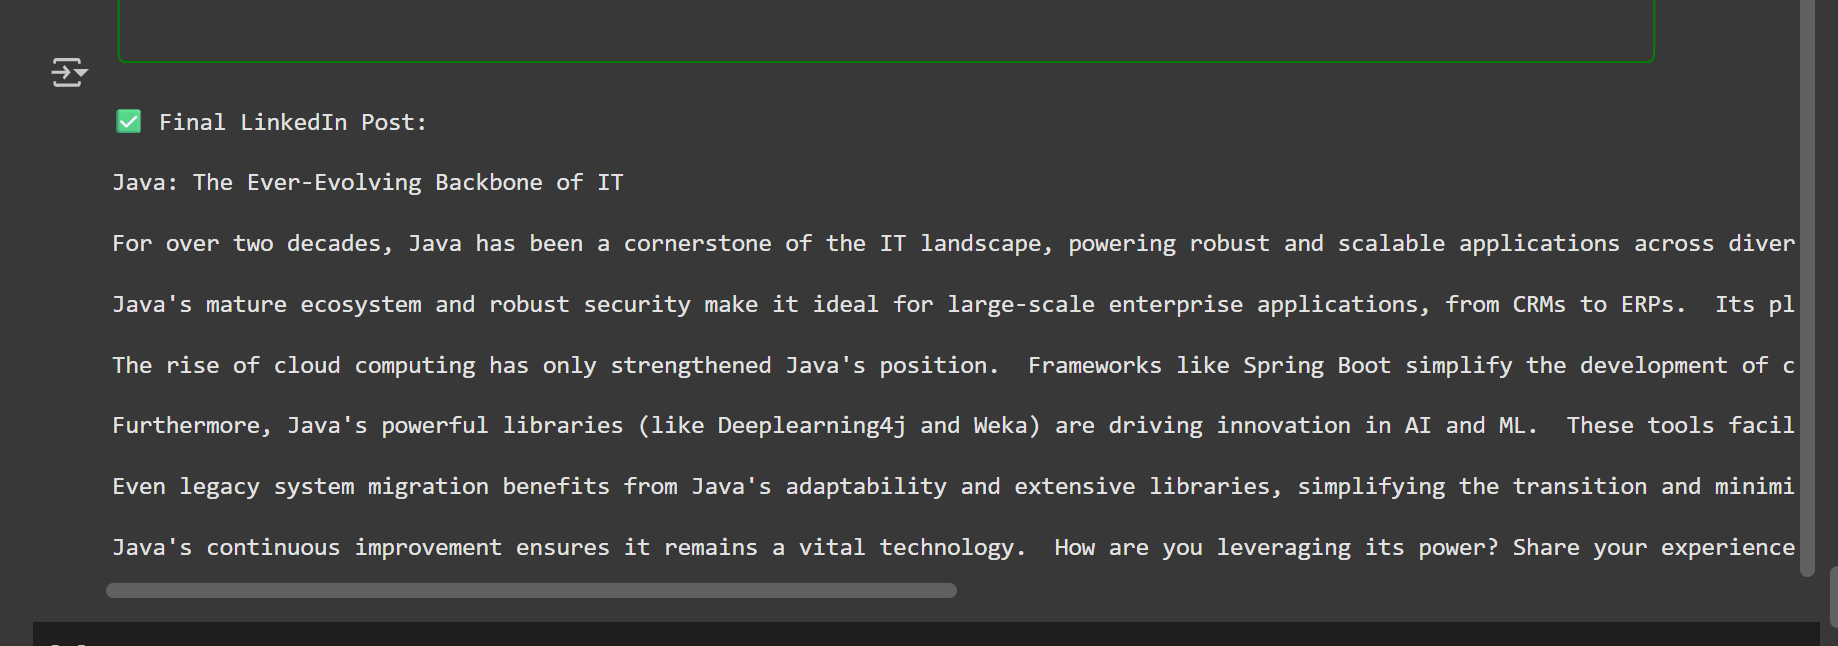 ✅ Final LinkedIn Post:
Java: The Ever-Evolving Backbone of IT
For over two decades, Java has been a cornerstone of the IT landscape, powering robust and scalable applications across diver
Java's mature ecosystem and robust security make it ideal for large-scale enterprise applications, from CRMs to ERPs.  Its pl
The rise of cloud computing has only strengthened Java's position.  Frameworks like Spring Boot simplify the development of c
Furthermore, Java's powerful libraries (like Deeplearning4j and Weka) are driving innovation in AI and ML.  These tools facil
Even legacy system migration benefits from Java's adaptability and extensive libraries, simplifying the transition and minimi
Java's continuous improvement ensures it remains a vital technology.  How are you leveraging its power? Share your experience